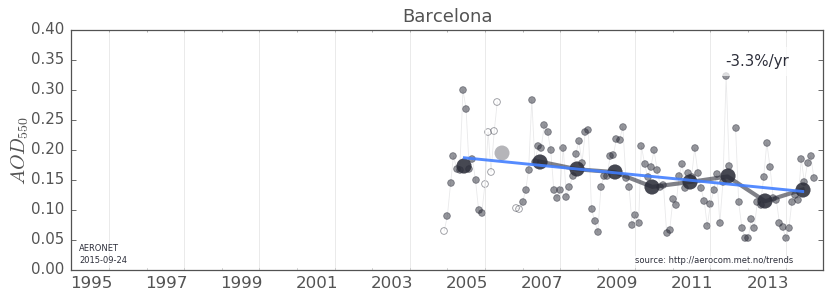 Barcelona
0.40
0.35
0.30
0.25
0.20
0.15
0.10
0.05
0.00
AOD550
-3.3%/yr
AERONET
2015-09-24
source: http://aerocom.met.no/trends
1995 1997 1999 2001 2003 2005 2007 2009 2011 2013